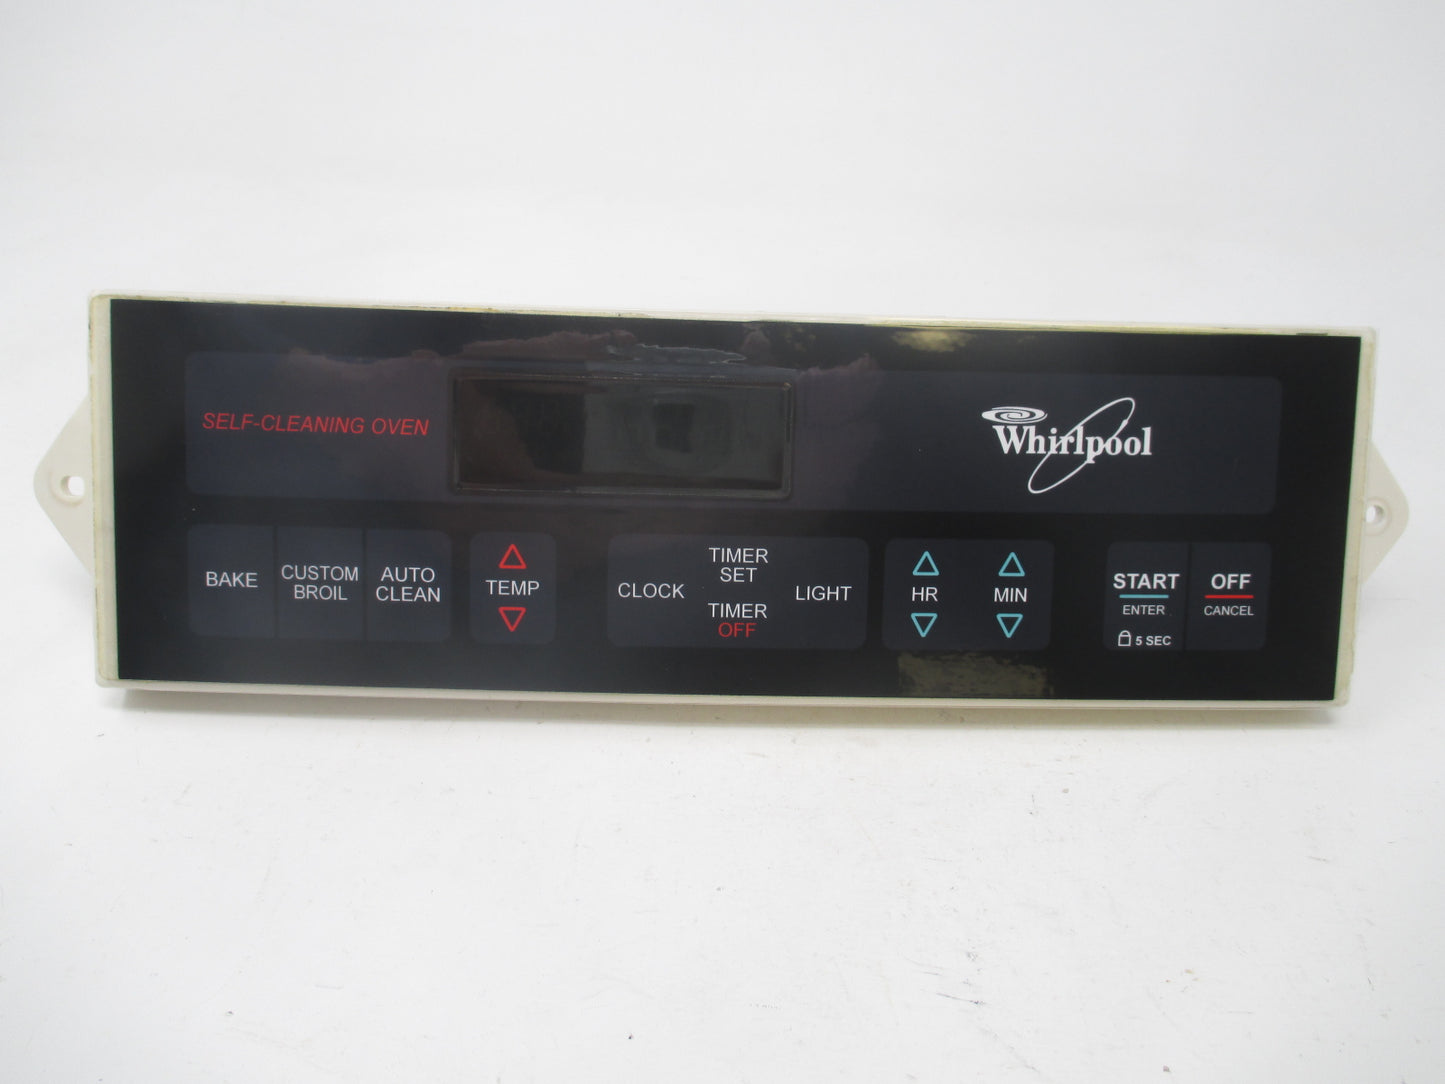 SELF-CLEANING OVEN
Whirlpool
BAKE
CUSTOM
BROIL
AUTO
CLEAN
TEMP
CLOCK
TIMER
SET
TIMER
OFF
LIGHT
HR
MIN
START
ENTER
5 SEC
OFF
CANCEL